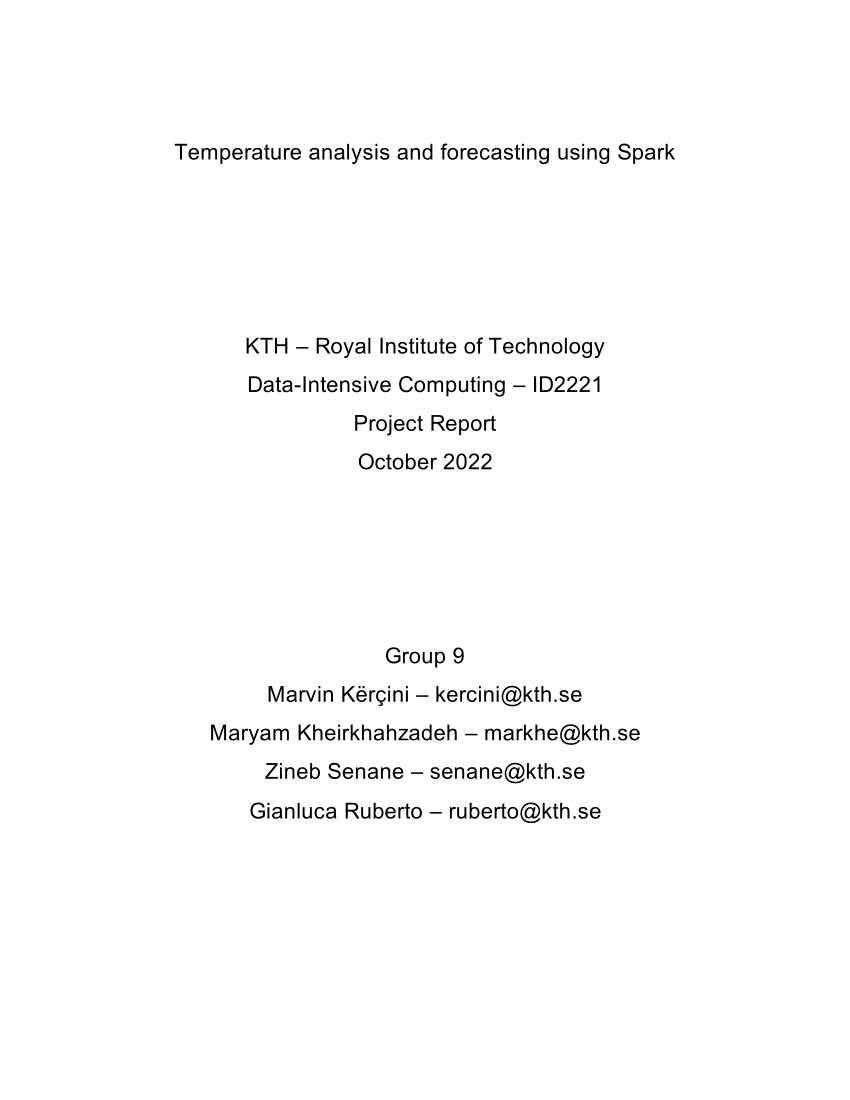 Temperature analysis and forecasting using Spark
KTH – Royal Institute of Technology
Data-Intensive Computing – ID2221
Project Report
October 2022
Group 9
Marvin Kërçini – kercini@kth.se
Maryam Kheirkhahzadeh – markhe@kth.se
Zineb Senane – senane@kth.se
Gianluca Ruberto – ruberto@kth.se